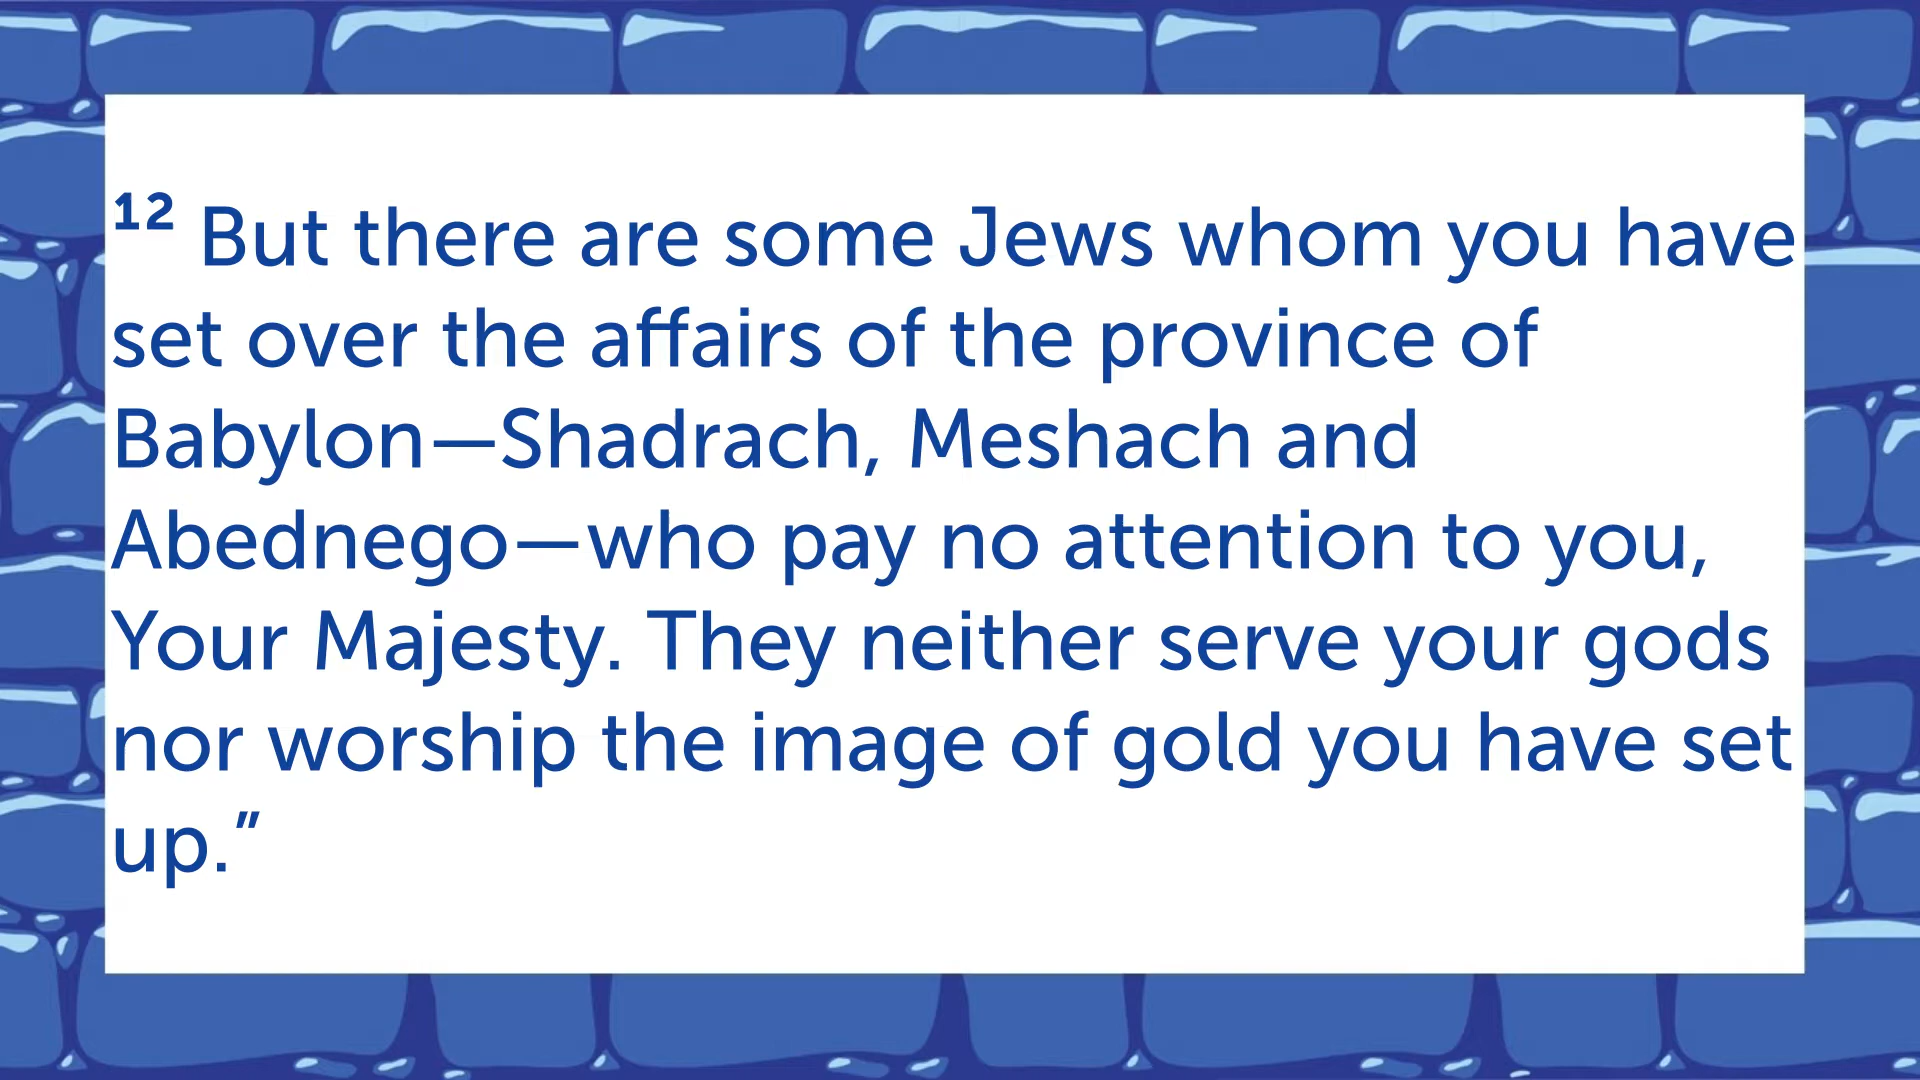 12 But there are some Jews whom you have
set over the affairs of the province of
Babylon—Shadrach, Meshach and
Abednego—who pay no attention to you,
Your Majesty. They neither serve your gods
nor worship the image of gold you have set
up.”